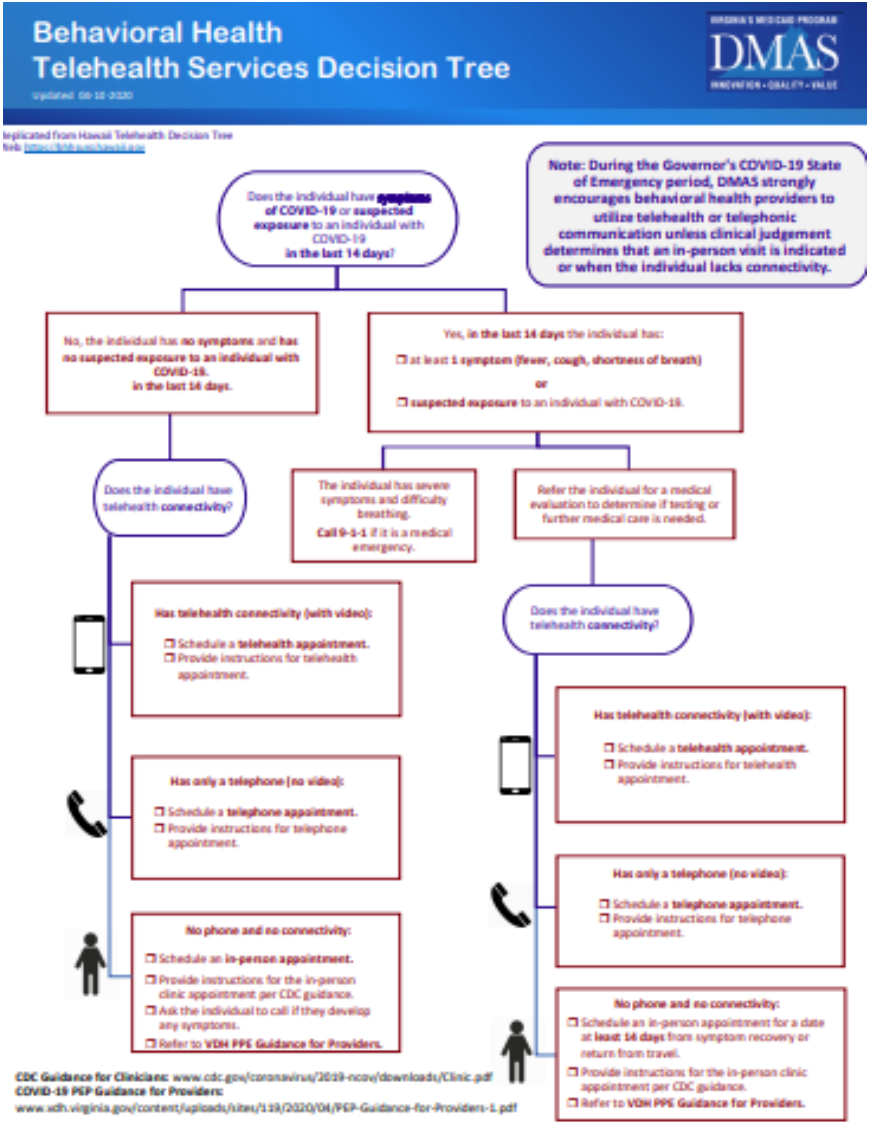 Behavioral Health
Telehealth Services Decision Tree
Updated
VIRGINIA'S MEDICAID PROGRAM
DMAS
INNOVATION • QUALITY • VALUE
eplicated from Hawaii Telehealth Decision Tree
Note: During the Governor's COVID-19 State
of Emergency period, DMAS strongly
encourages behavioral health providers to
utilize telehealth or telephonic
communication unless clinical judgement
determines that an in-person visit is indicated
or when the individual lacks connectivity.
Does the individual have symptoms
of COVID-19 or suspected
exposure to an individual with
COVID-19
in the last 14 days?
No, the individual has no symptoms and has
no suspected exposure to an individual with
COVID-19.
in the last 14 days.
Yes, in the last 14 days the individual has:
❒ at least 1 symptom (fever, cough, shortness of breath)
or
❒ suspected exposure to an individual with COVID-19.
Does the individual have
telehealth connectivity?
The individual has severe
symptoms and difficulty
breathing.
Call 9-1-1 if it is a medical
emergency.
Refer the individual for a medical
evaluation to determine if testing or
further medical care is needed.
Has telehealth connectivity (with video):
❒ Schedule a telehealth appointment.
❒ Provide instructions for telehealth
appointment.
Has only a telephone (no video):
❒ Schedule a telephone appointment.
❒ Provide instructions for telephone
appointment.
No phone and no connectivity:
❒ Schedule an in-person appointment.
❒ Provide instructions for the in-person
clinic appointment per CDC guidance.
❒ Ask the individual to call if they develop
any symptoms.
❒ Refer to VDH PPE Guidance for Providers.
Does the individual have
telehealth connectivity?
Has telehealth connectivity (with video):
❒ Schedule a telehealth appointment.
❒ Provide instructions for telehealth
appointment.
Has only a telephone (no video):
❒ Schedule a telephone appointment.
❒ Provide instructions for telephone
appointment.
No phone and no connectivity:
❒ Schedule an in-person appointment for a date
at least 14 days from symptom recovery or
return from travel.
❒ Provide instructions for the in-person clinic
appointment per CDC guidance.
❒ Refer to VDH PPE Guidance for Providers.
CDC Guidance for Clinicians: www.cdc.gov/coronavirus/2019-ncov/downloads/Clinic.pdf
COVID-19 PEP Guidance for Providers:
www.vdh.virginia.gov/content/uploads/sites/119/2020/04/PEP-Guidance-for-Providers-1.pdf